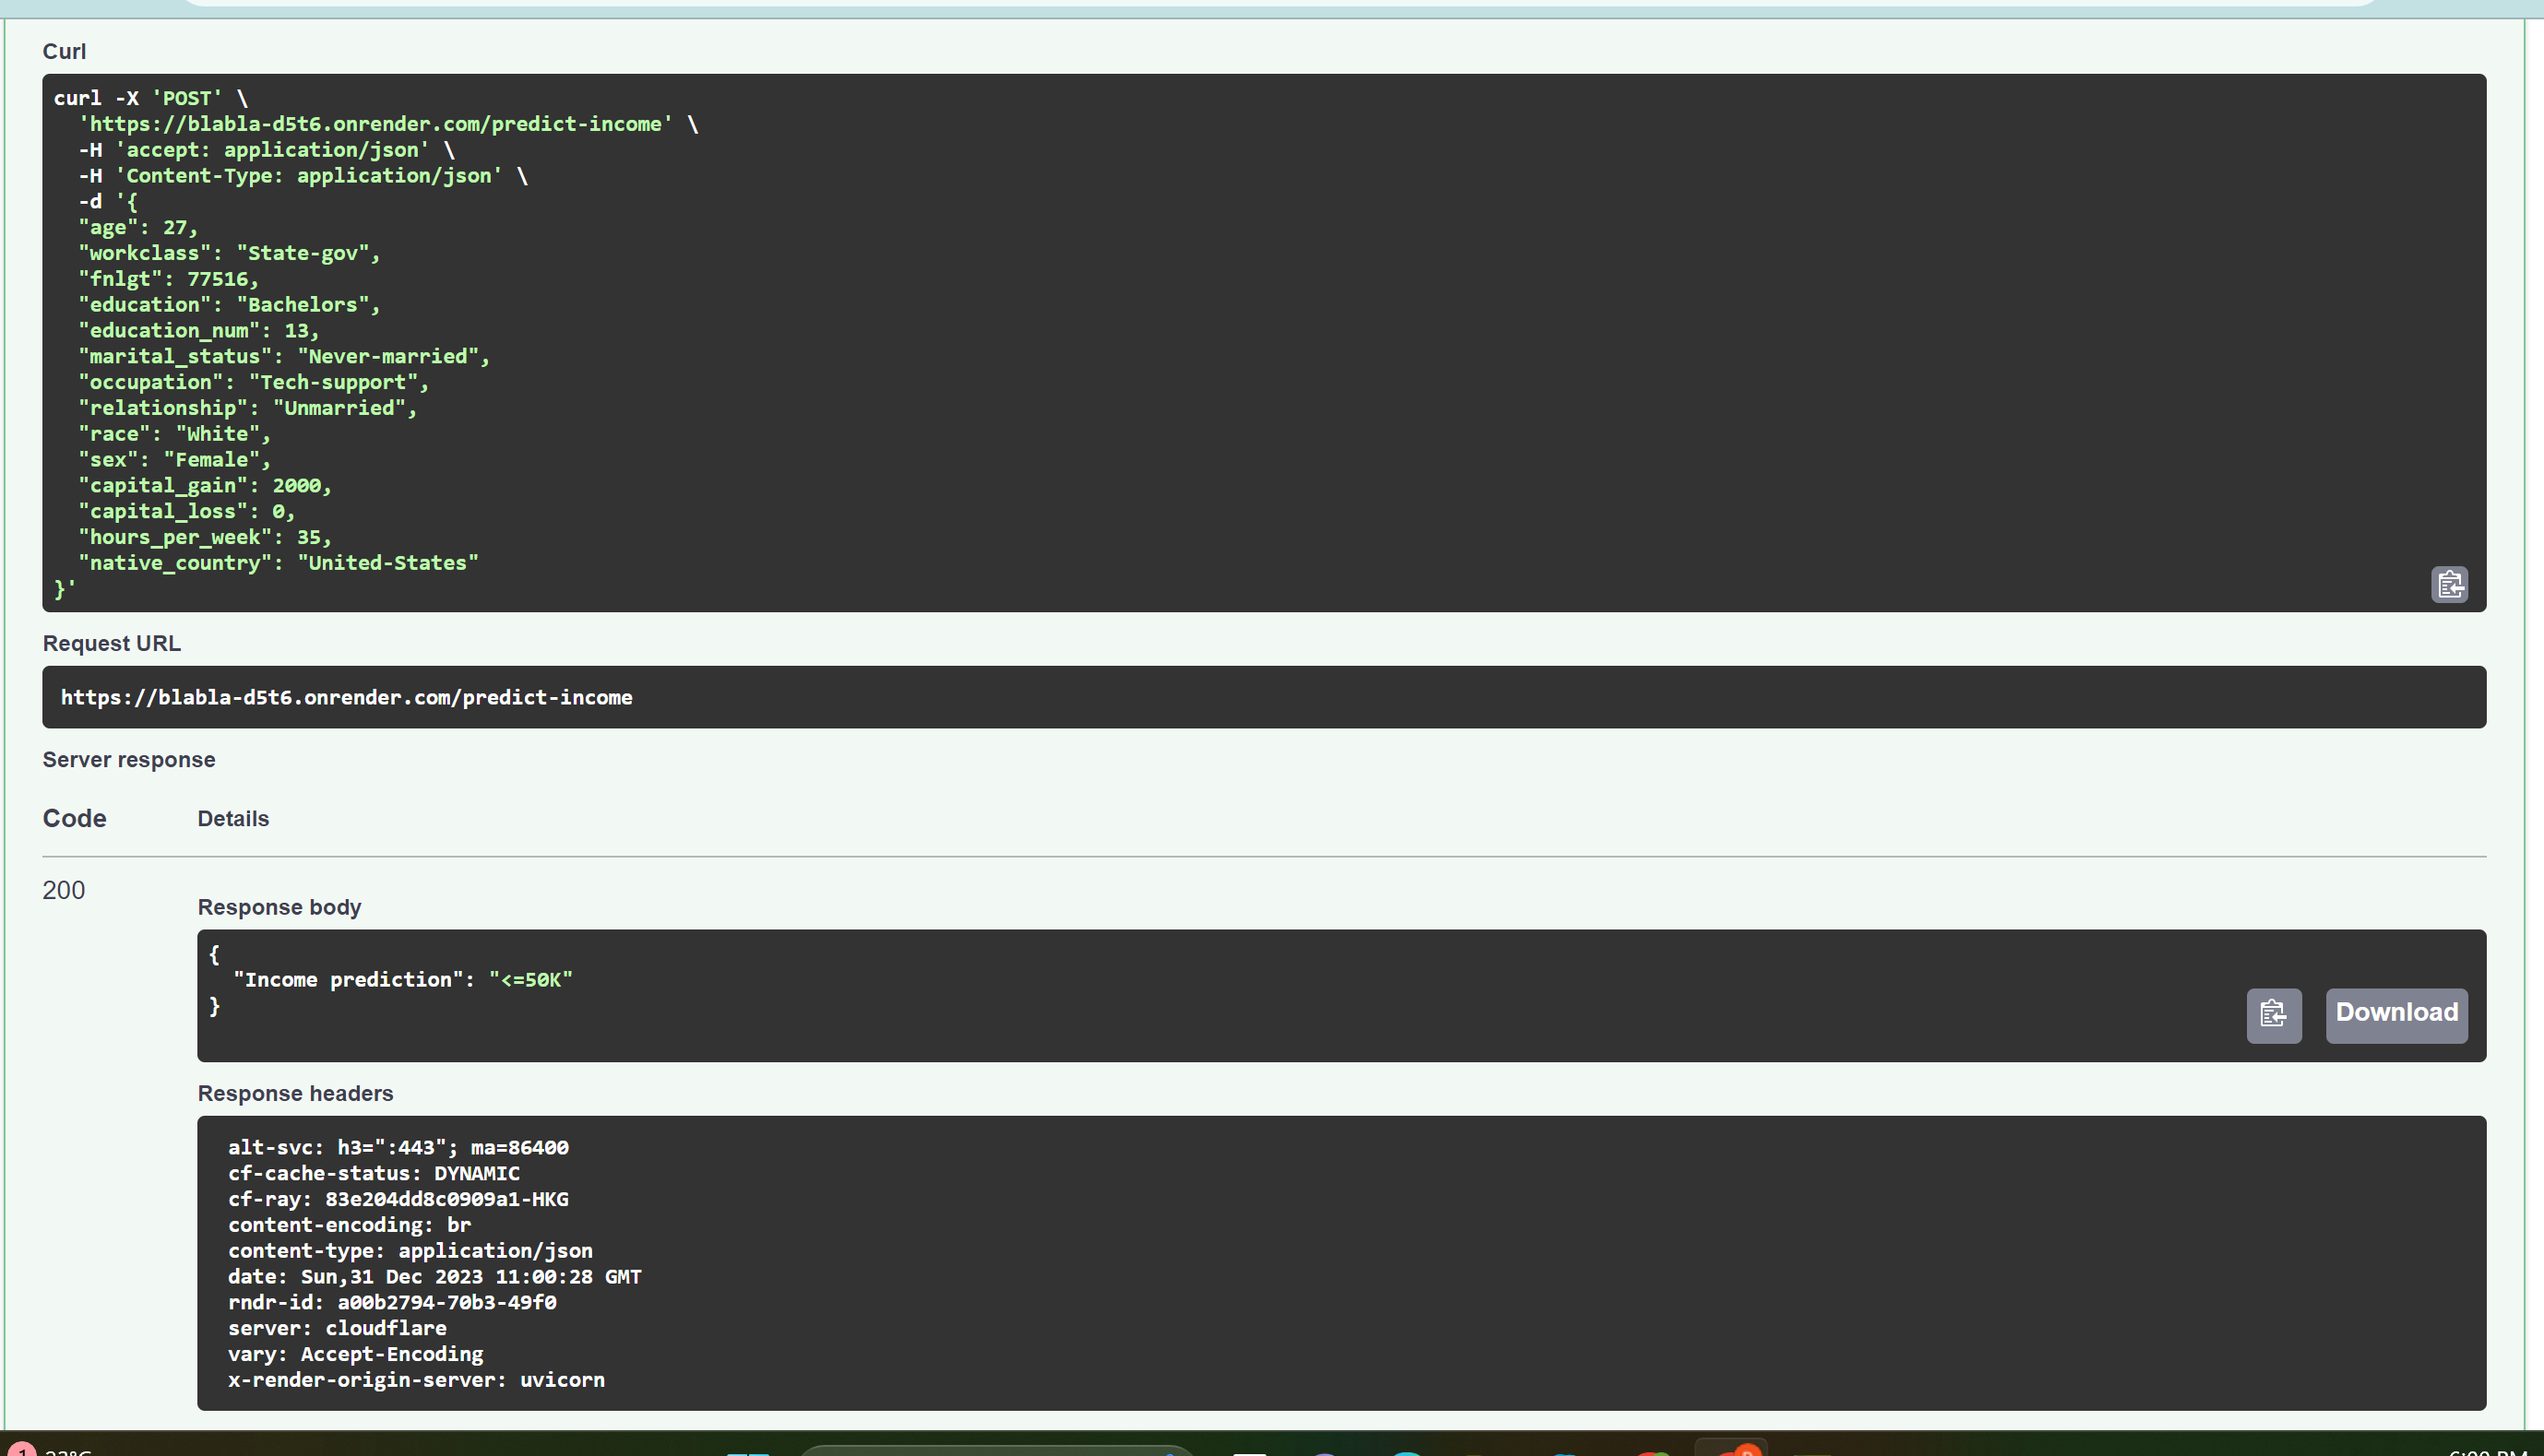 Curl
curl -X 'POST' \
  'https://blabla-d5t6.onrender.com/predict-income' \
  -H 'accept: application/json' \
  -H 'Content-Type: application/json' \
  -d '{
  "age": 27,
  "workclass": "State-gov",
  "fnlgt": 77516,
  "education": "Bachelors",
  "education_num": 13,
  "marital_status": "Never-married",
  "occupation": "Tech-support",
  "relationship": "Unmarried",
  "race": "White",
  "sex": "Female",
  "capital_gain": 2000,
  "capital_loss": 0,
  "hours_per_week": 35,
  "native_country": "United-States"
}'
Request URL
https://blabla-d5t6.onrender.com/predict-income
Server response
Code Details
200
Response body
{
  "Income prediction": "<=50K"
}
Download
Response headers
alt-svc: h3=":443"; ma=86400
cf-cache-status: DYNAMIC
cf-ray: 83e204dd8c0909a1-HKG
content-encoding: br
content-type: application/json
date: Sun,31 Dec 2023 11:00:28 GMT
rndr-id: a00b2794-70b3-49f0
server: cloudflare
vary: Accept-Encoding
x-render-origin-server: uvicorn